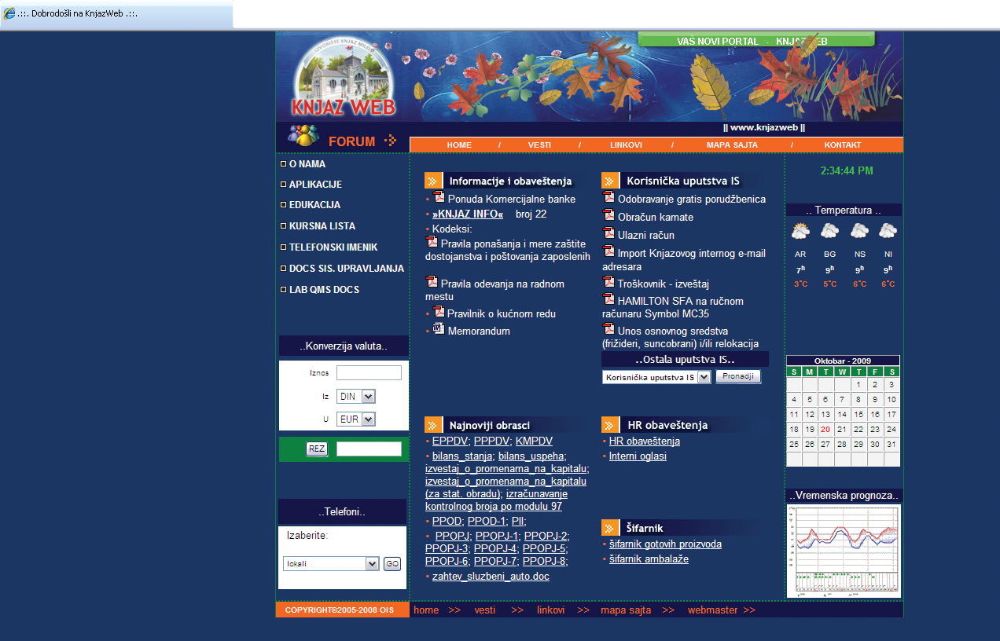 .::. Dobrodošli na KnjazWeb .::.
VAŠ NOVI PORTAL - KNJAZ WEB
IZVORIŠTE KNJAZ MILOŠ
KNJAZ WEB
|| www.knjazweb ||
FORUM
HOME / VESTI / LINKOVI / MAPA SAJTA / KONTAKT
O NAMA
APLIKACIJE
EDUKACIJA
KURSNA LISTA
TELEFONSKI IMENIK
DOCS SIS. UPRAVLJANJA
LAB QMS DOCS
..Konverzija valuta..
Iznos
Iz DIN
U EUR
REZ
..Telefoni..
Izaberite:
lokali GO
Informacije i obaveštenja
Ponuda Komercijalne banke
»KNJAZ INFO« broj 22
Kodeksi:
Pravila ponašanja i mere zaštite
dostojanstva i poštovanja zaposlenih
Pravila odevanja na radnom
mestu
Pravilnik o kućnom redu
Memorandum
Korisnička uputstva IS
Odobravanje gratis porudžbenica
Obračun kamate
Ulazni račun
Import Knjazovog internog e-mail
adresara
Troškovnik - izveštaj
HAMILTON SFA na ručnom
računaru Symbol MC35
Unos osnovnog sredstva
(frižideri, suncobrani) i/ili relokacija
..Ostala uputstva IS..
Korisnička uputstva IS Pronadji
Najnoviji obrasci
EPPDV; PPPDV; KMPDV
bilans_stanja; bilans_uspeha;
izvestaj_o_promenama_na_kapitalu;
izvestaj_o_promenama_na_kapitalu
(za stat. obradu); izračunavanje
kontrolnog broja po modulu 97
PPOD; PPOD-1; PII;
PPOPJ; PPOPJ-1; PPOPJ-2;
PPOPJ-3; PPOPJ-4; PPOPJ-5;
PPOPJ-6; PPOPJ-7; PPOPJ-8;
zahtev_sluzbeni_auto.doc
HR obaveštenja
HR obaveštenja
Interni oglasi
Šifarnik
šifarnik gotovih proizvoda
šifarnik ambalaže
2:34:44 PM
.. Temperatura ..
AR BG NS NI
7h 9h 9h 9h
3°C 5°C 6°C 6°C
Oktobar - 2009
S M T W T F S
1 2 3
4 5 6 7 8 9 10
11 12 13 14 15 16 17
18 19 20 21 22 23 24
25 26 27 28 29 30 31
..Vremenska prognoza..
COPYRIGHT©2005-2008 OIS
home >> vesti >> linkovi >> mapa sajta >> webmaster >>